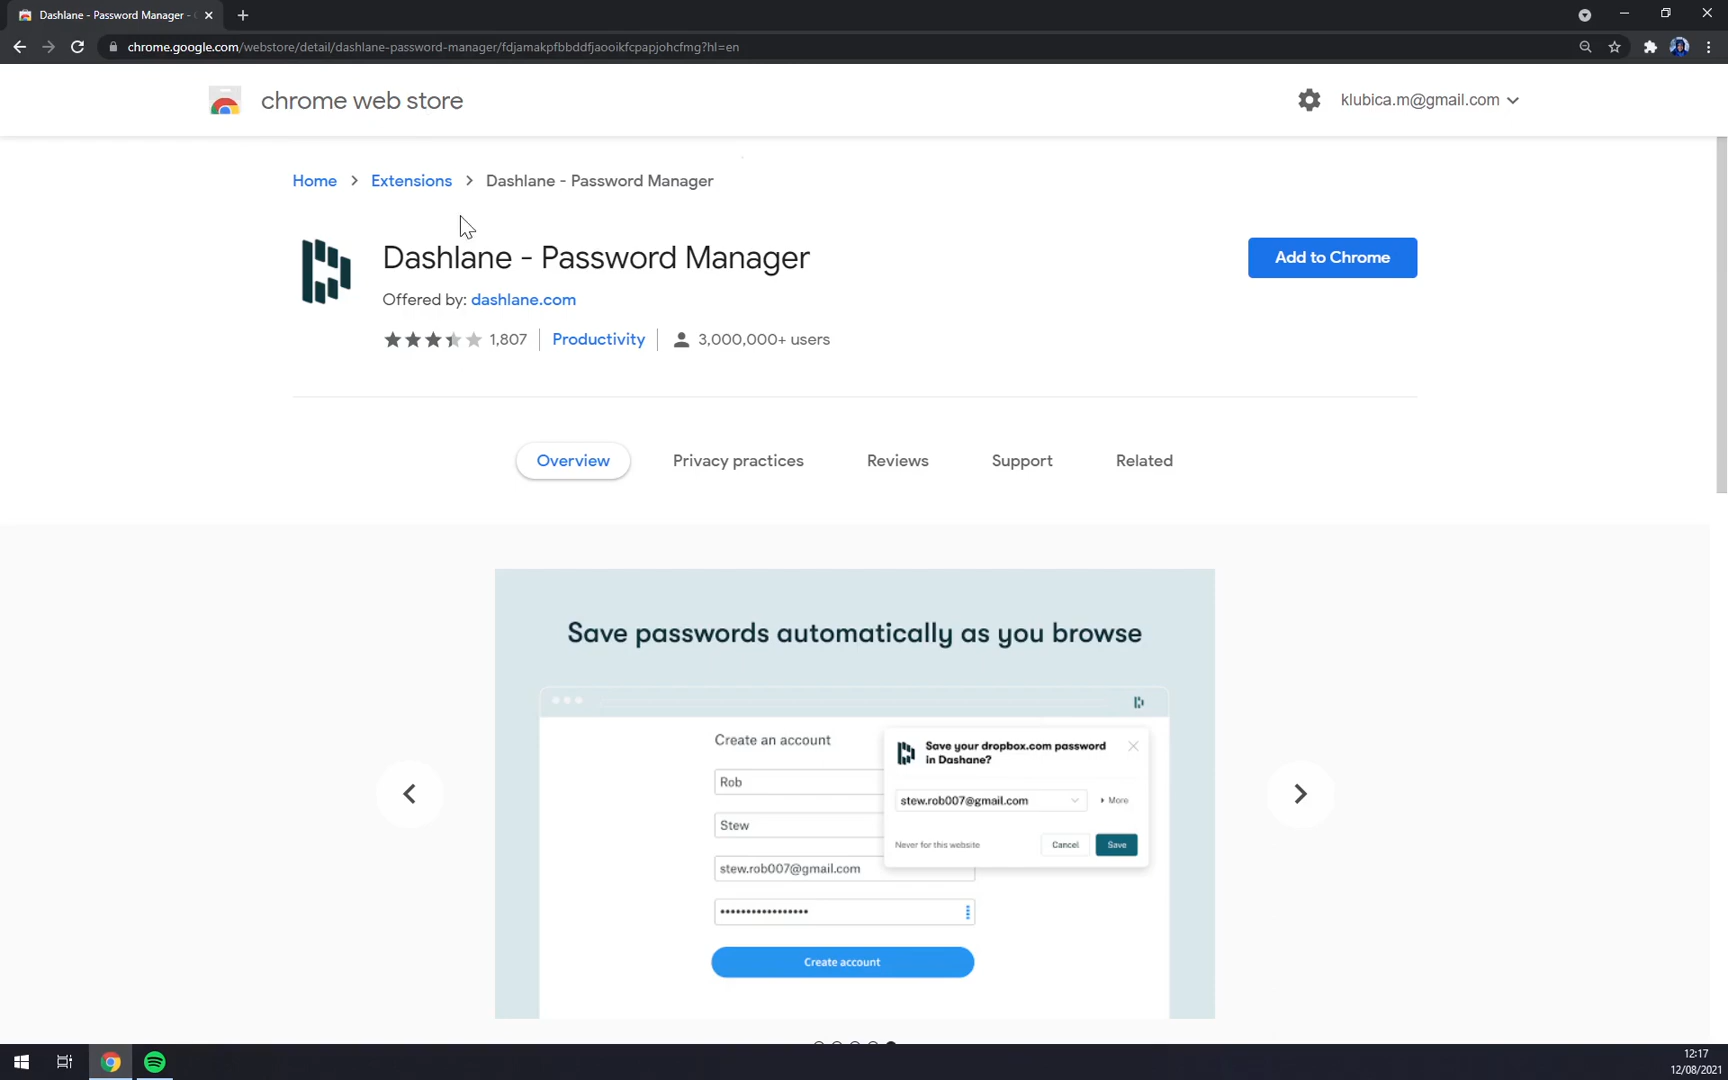 Dashlane - Password Manager -
chrome.google.com/webstore/detail/dashlane-password-manager/fdjamakpfbbddfjaooikfcpapjohcfmg?hl=en
chrome web store
klubica.m@gmail.com
Home > Extensions > Dashlane - Password Manager
Dashlane - Password Manager
Add to Chrome
Offered by: dashlane.com
1,807
Productivity
3,000,000+ users
Overview
Privacy practices
Reviews
Support
Related
Save passwords automatically as you browse
Create an account
Rob
Stew
stew.rob007@gmail.com
Create account
Save your dropbox.com password
in Dashane?
stew.rob007@gmail.com
More
Never for this website
Cancel
Save
12:17
12/08/2021